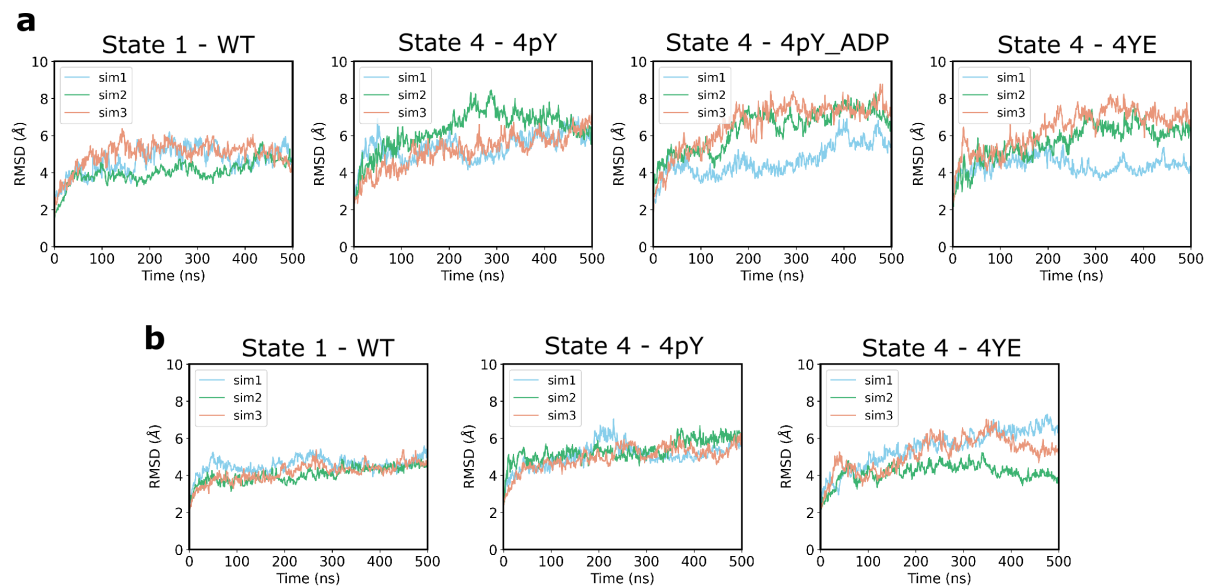 a
State 1 - WT
State 4 - 4pY
State 4 - 4pY_ADP
State 4 - 4YE
RMSD (Å)
10
8
6
4
2
0
sim1
sim2
sim3
0 100 200 300 400 500
Time (ns)
RMSD (Å)
10
8
6
4
2
0
sim1
sim2
sim3
0 100 200 300 400 500
Time (ns)
RMSD (Å)
10
8
6
4
2
0
sim1
sim2
sim3
0 100 200 300 400 500
Time (ns)
RMSD (Å)
10
8
6
4
2
0
sim1
sim2
sim3
0 100 200 300 400 500
Time (ns)
b
State 1 - WT
State 4 - 4pY
State 4 - 4YE
RMSD (Å)
10
8
6
4
2
0
sim1
sim2
sim3
0 100 200 300 400 500
Time (ns)
RMSD (Å)
10
8
6
4
2
0
sim1
sim2
sim3
0 100 200 300 400 500
Time (ns)
RMSD (Å)
10
8
6
4
2
0
sim1
sim2
sim3
0 100 200 300 400 500
Time (ns)